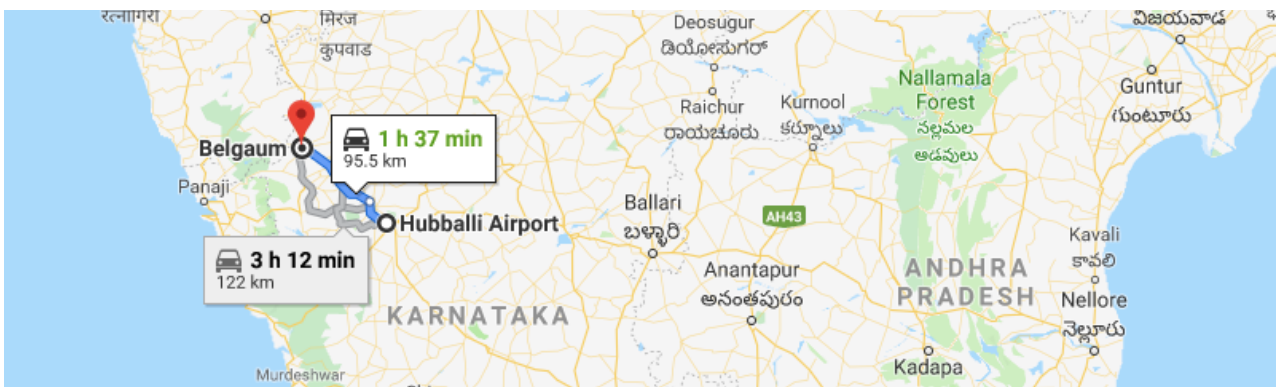 रत्नागिरी
मिरज
कुपवाड
Deosugur
ಡಿಯೋಸುಗರ್
విజయవాడ
Nallamala
Forest
నల్లమల
అడవులు
Guntur
గుంటూరు
Raichur
ರಾಯಚೂರು
Kurnool
కర్నూలు
Belgaum
1 h 37 min
95.5 km
Panaji
Hubballi Airport
3 h 12 min
122 km
Ballari
ಬಳ್ಳಾರಿ
AH43
Kavali
కావలి
Anantapur
అనంతపురం
ANDHRA
PRADESH
Nellore
నెల్లూరు
KARNATAKA
Kadapa
Murdeshwar